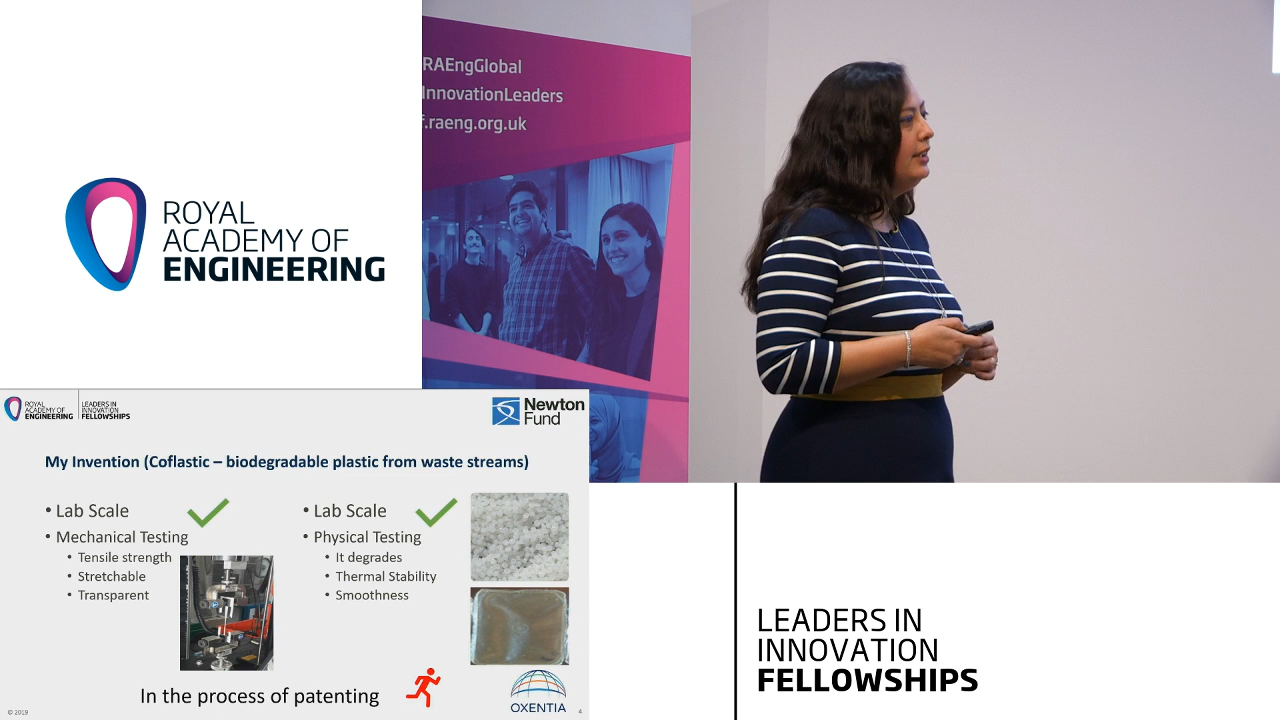 ROYAL
ACADEMY OF
ENGINEERING
RAEngGlobal
InnovationLeaders
f.raeng.org.uk
ROYAL
ACADEMY OF
ENGINEERING
LEADERS IN
INNOVATION
FELLOWSHIPS
Newton
Fund
My Invention (Coflastic – biodegradable plastic from waste streams)
• Lab Scale
• Mechanical Testing
• Tensile strength
• Stretchable
• Transparent
• Lab Scale
• Physical Testing
• It degrades
• Thermal Stability
• Smoothness
In the process of patenting
OXENTIA
© 2019
4
LEADERS IN
INNOVATION
FELLOWSHIPS